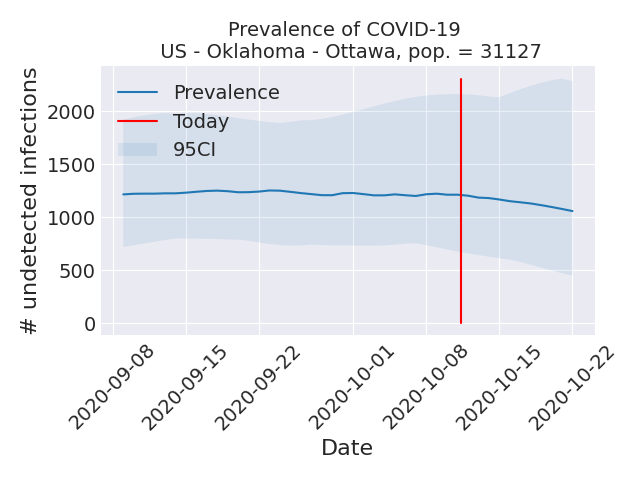 Prevalence of COVID-19
US - Oklahoma - Ottawa, pop. = 31127
# undetected infections
2000
1500
1000
500
0
Prevalence
Today
95CI
2020-09-08
2020-09-15
2020-09-22
2020-10-01
2020-10-08
2020-10-15
2020-10-22
Date